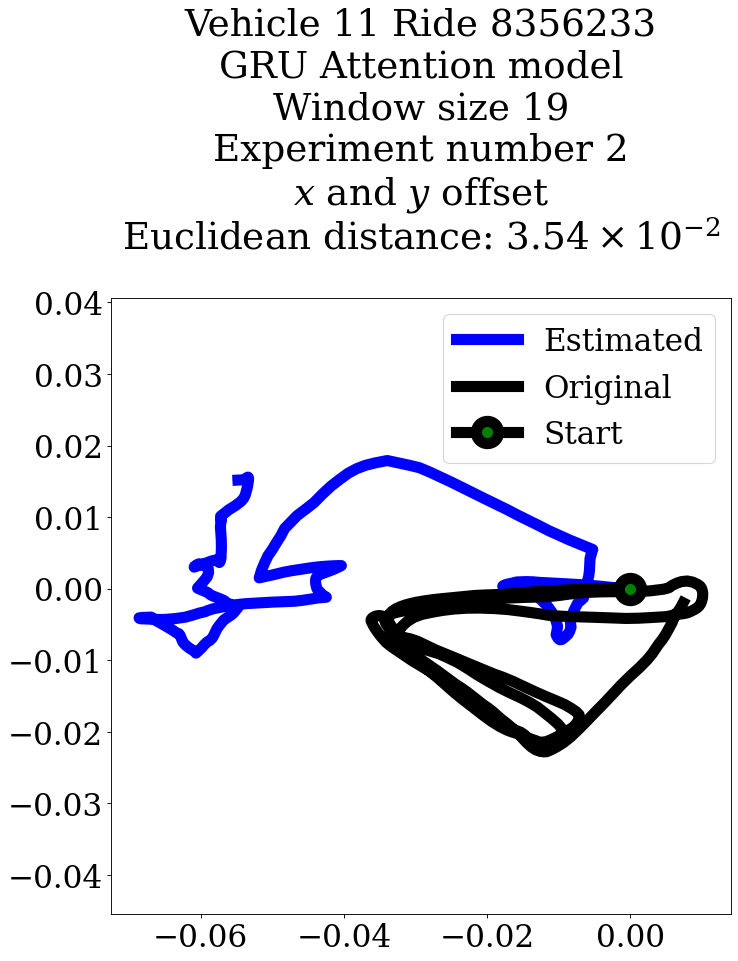 Vehicle 11 Ride 8356233
GRU Attention model
Window size 19
Experiment number 2
x and y offset
Euclidean distance: 3.54 × 10⁻²
Estimated
Original
Start
0.04
0.03
0.02
0.01
0.00
−0.01
−0.02
−0.03
−0.04
−0.06 −0.04 −0.02 0.00